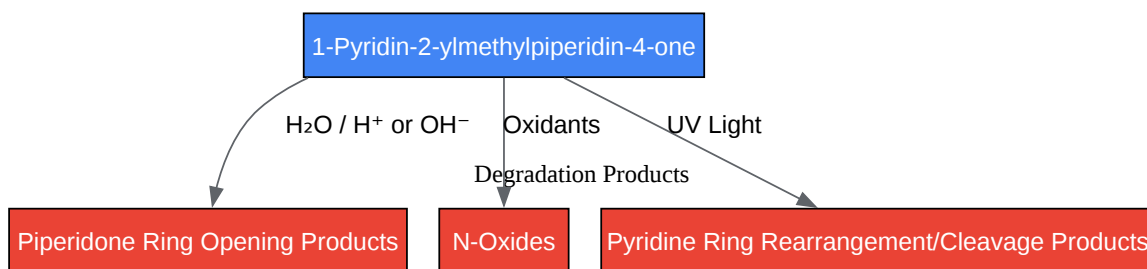 1-Pyridin-2-ylmethylpiperidin-4-one
H₂O / H⁺ or OH⁻
Oxidants
UV Light
Degradation Products
Piperidone Ring Opening Products
N-Oxides
Pyridine Ring Rearrangement/Cleavage Products